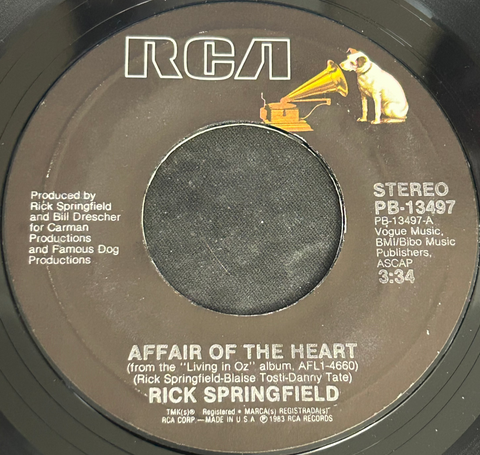 RCA
Produced by
Rick Springfield
and Bill Drescher
for Carman
Productions
and Famous Dog
Productions
STEREO
PB-13497
PB-13497-A
Vogue Music,
BMI/Bibo Music
Publishers,
ASCAP
3:34
AFFAIR OF THE HEART
(from the "Living in Oz" album, AFL1-4660)
(Rick Springfield-Blaise Tosti-Danny Tate)
RICK SPRINGFIELD
TMK(s)® Registered • MARCA(s) REGISTRADA(s)
RCA CORP.—MADE IN U.S.A. ℗ 1983 RCA RECORDS